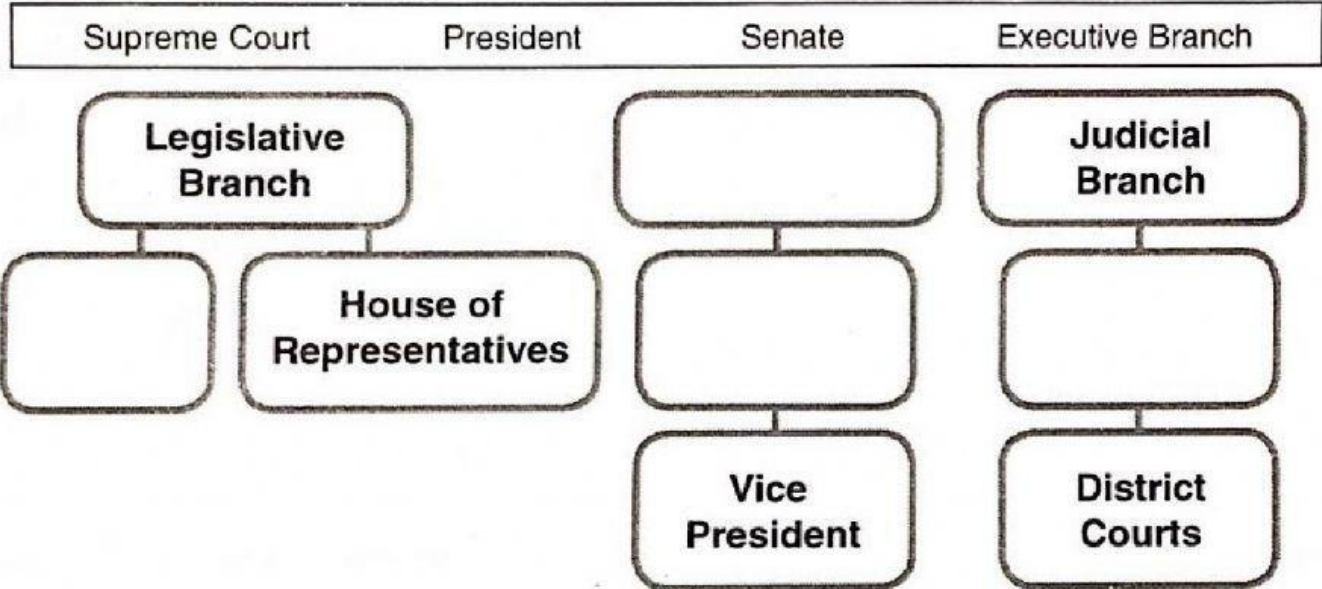 Supreme Court President Senate Executive Branch
Legislative
Branch
Judicial
Branch
House of
Representatives
Vice
President
District
Courts